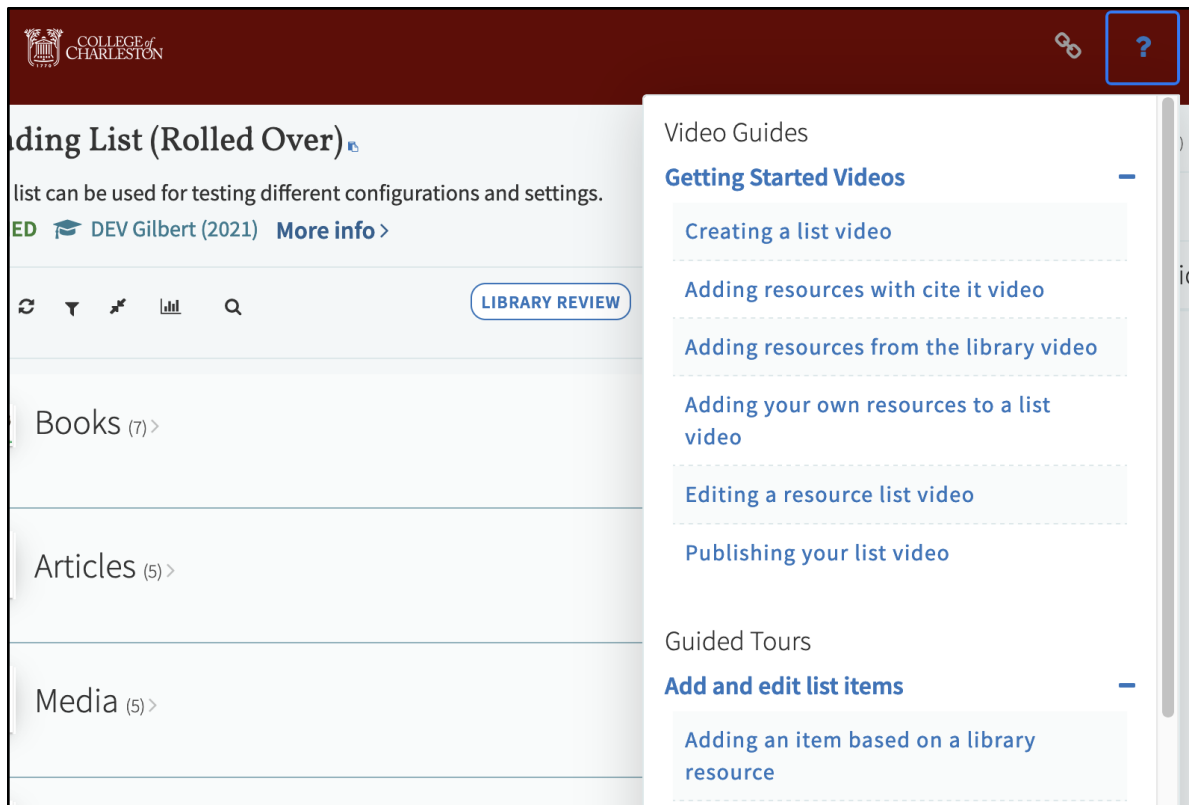 COLLEGE of
CHARLESTON
1770
?
ding List (Rolled Over)
list can be used for testing different configurations and settings.
ED DEV Gilbert (2021) More info >
LIBRARY REVIEW
Books (7) >
Articles (5) >
Media (5) >
Video Guides
Getting Started Videos
Creating a list video
Adding resources with cite it video
Adding resources from the library video
Adding your own resources to a list
video
Editing a resource list video
Publishing your list video
Guided Tours
Add and edit list items
Adding an item based on a library
resource